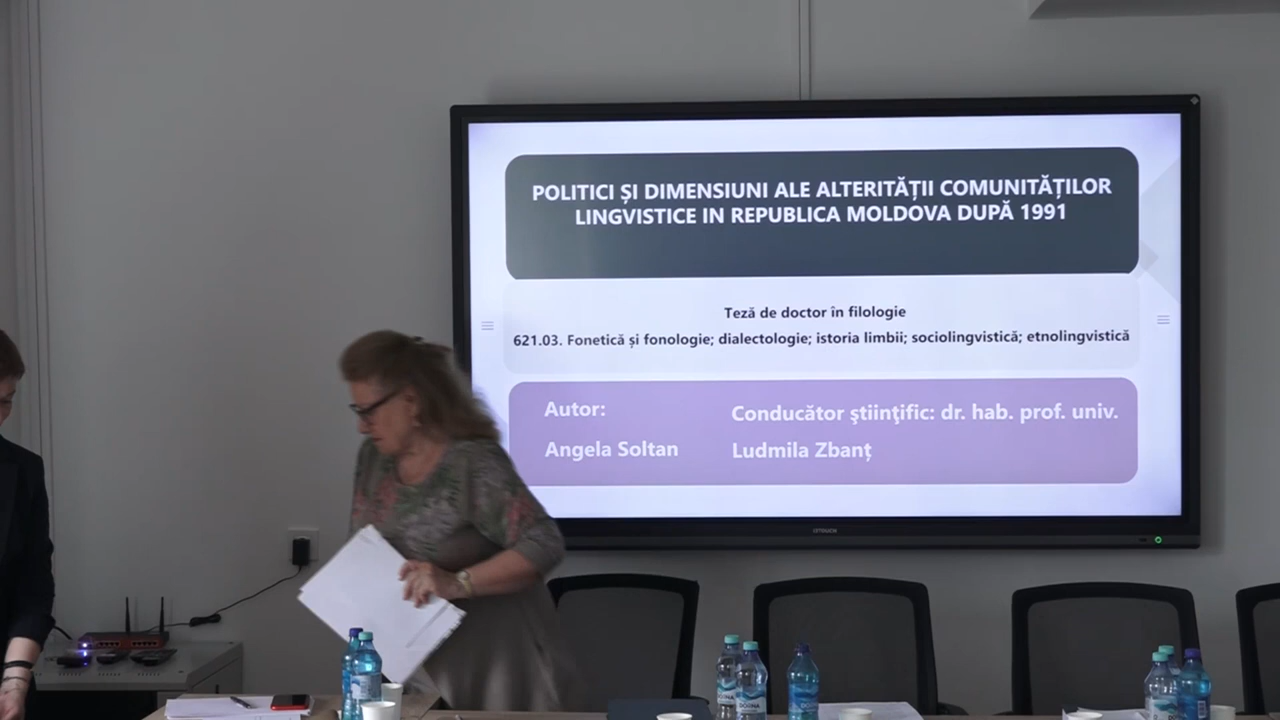 POLITICI ȘI DIMENSIUNI ALE ALTERITĂȚII COMUNITĂȚILOR
LINGVISTICE IN REPUBLICA MOLDOVA DUPĂ 1991
Teză de doctor în filologie
621.03. Fonetică și fonologie; dialectologie; istoria limbii; sociolingvistică; etnolingvistică
Autor:
Conducător ştiinţific: dr. hab. prof. univ.
Angela Soltan
Ludmila Zbanț
DORNA
DORNA